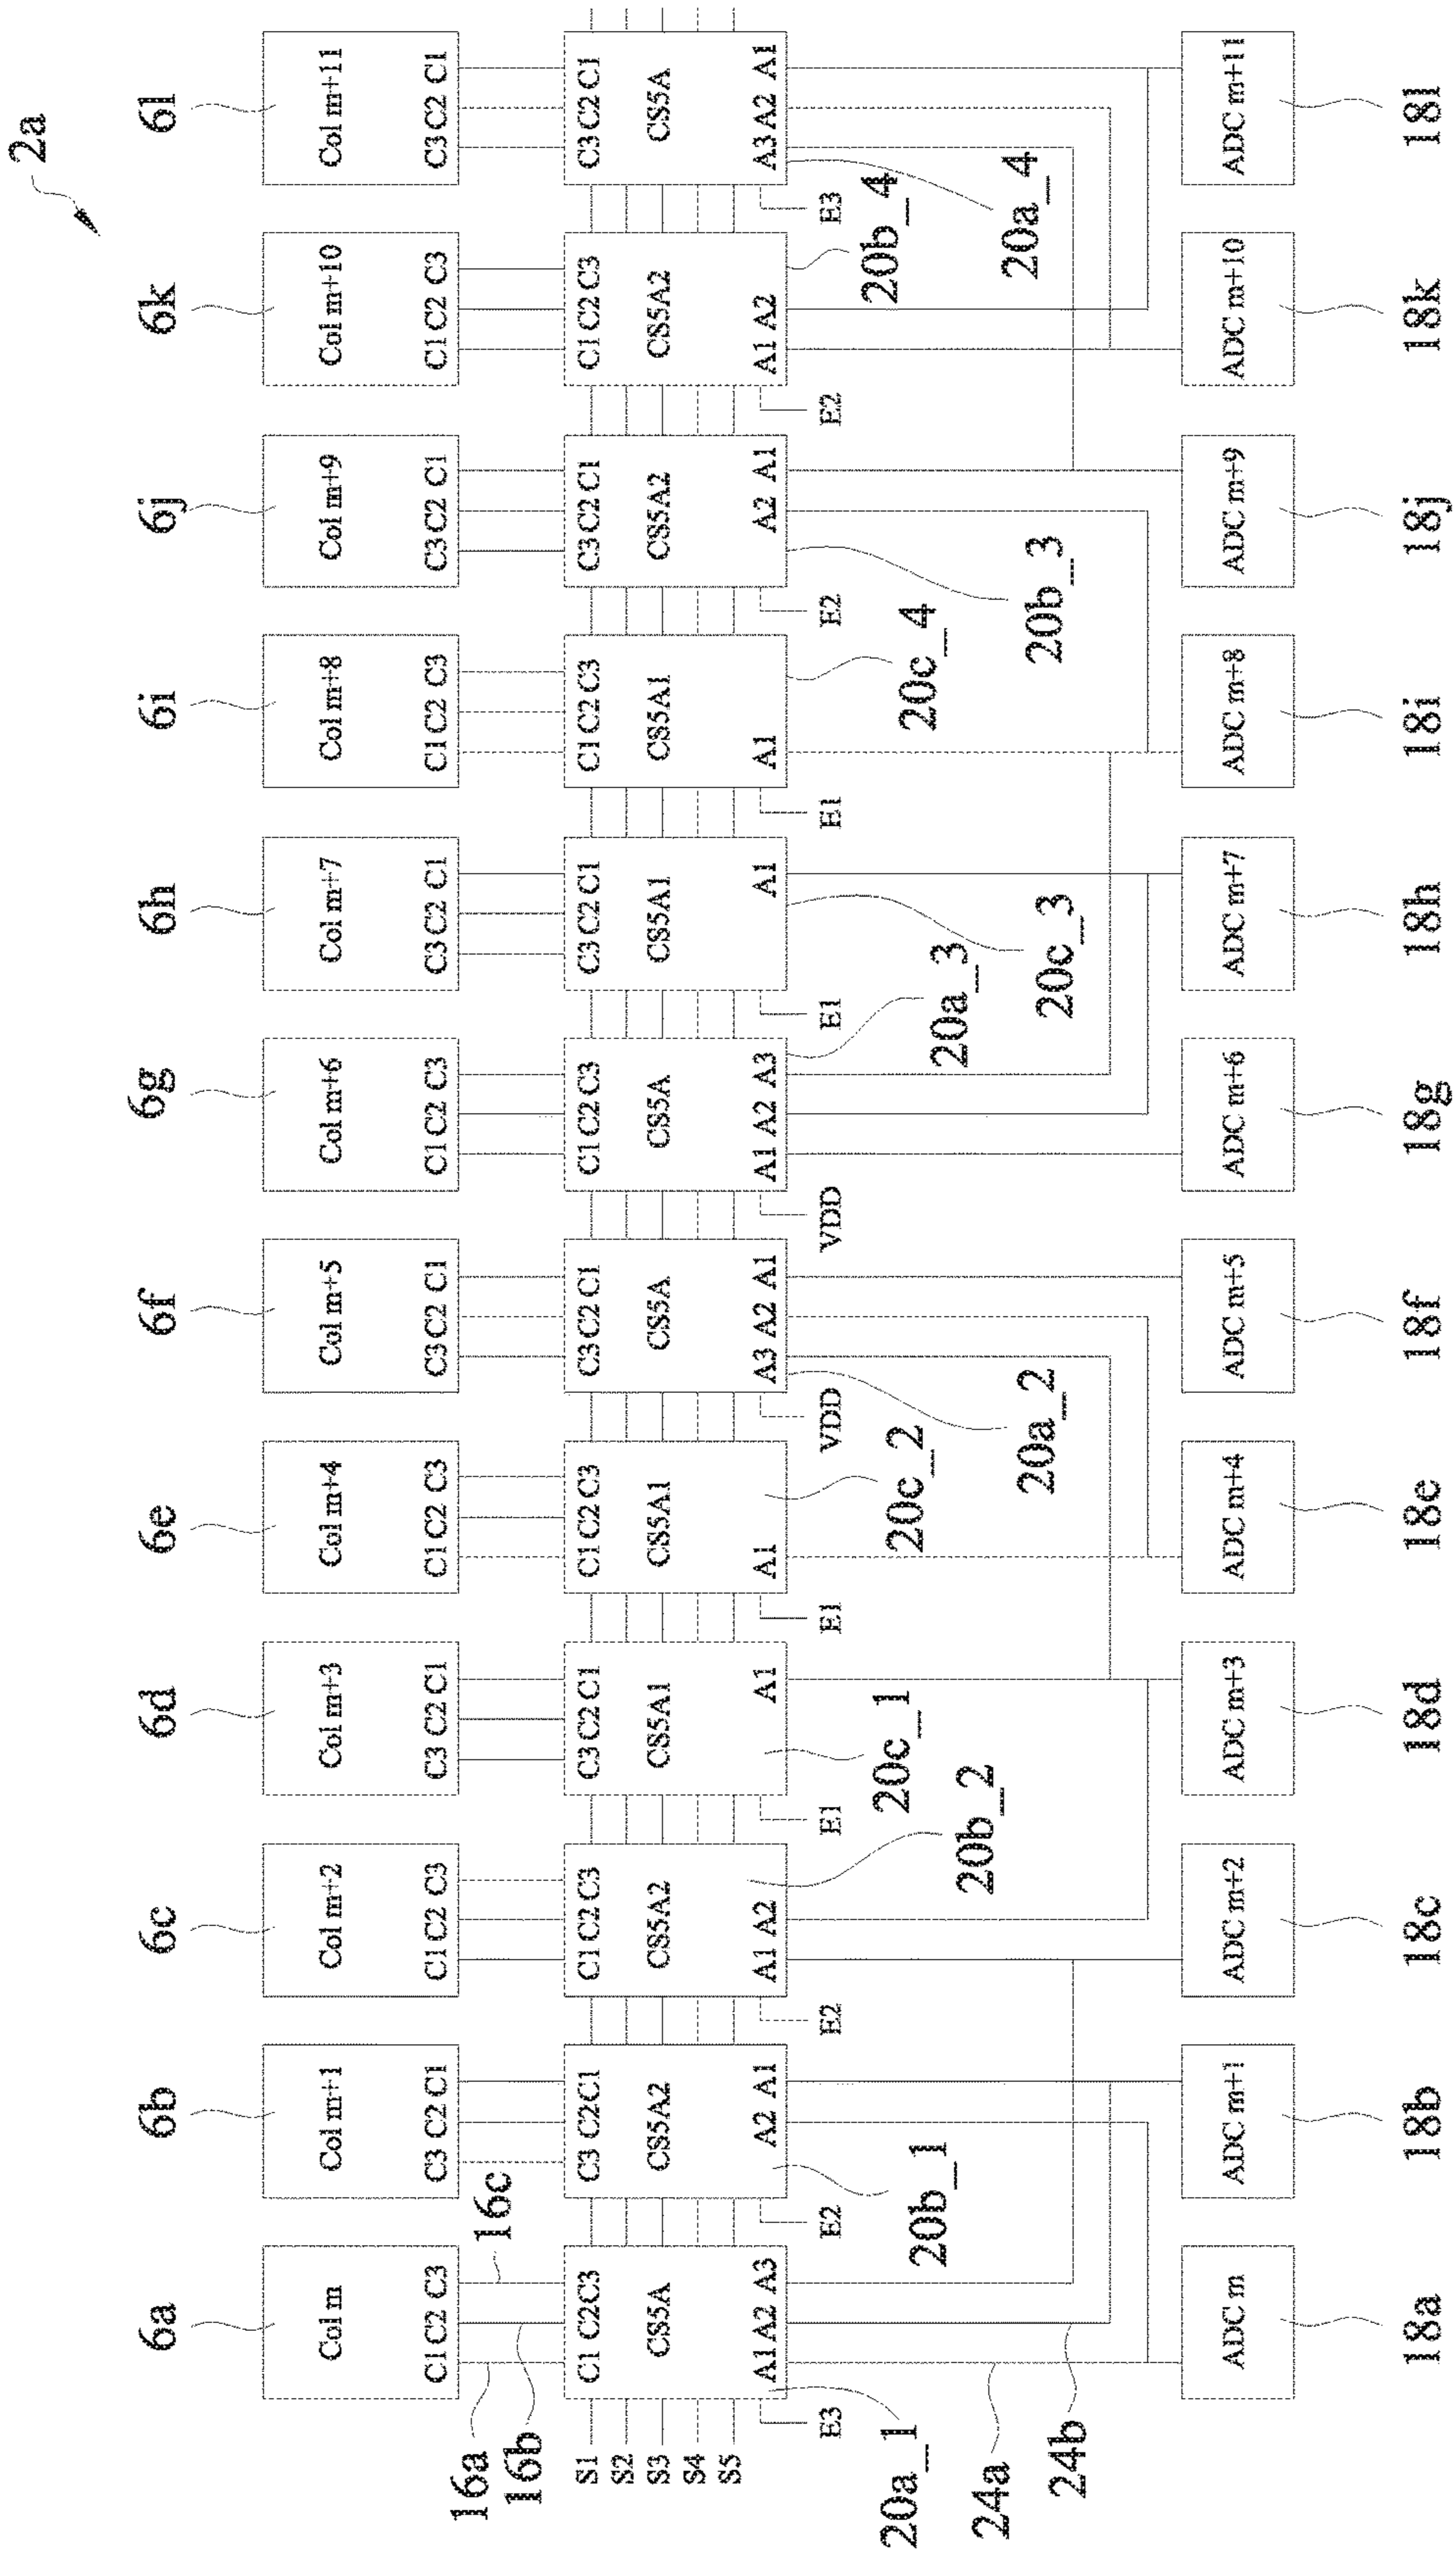 2a
6a 6b 6c 6d 6e 6f 6g 6h 6i 6j 6k 6l
Col m Col m+1 Col m+2 Col m+3 Col m+4 Col m+5 Col m+6 Col m+7 Col m+8 Col m+9 Col m+10 Col m+11
C1 C2 C3 C3 C2 C1 C1 C2 C3 C3 C2 C1 C1 C2 C3 C3 C2 C1 C1 C2 C3 C3 C2 C1 C1 C2 C3 C3 C2 C1 C1 C2 C3 C3 C2 C1
16a 16b 16c
S1
S2
S3
S4
S5
C1 C2 C3 C3 C2 C1 C1 C2 C3 C3 C2 C1 C1 C2 C3 C3 C2 C1 C1 C2 C3 C3 C2 C1 C1 C2 C3 C3 C2 C1 C1 C2 C3 C3 C2 C1
CS5A CS5A2 CS5A2 CS5A1 CS5A1 CS5A CS5A CS5A1 CS5A1 CS5A2 CS5A2 CS5A
A1 A2 A3 A2 A1 A1 A2 A1 A1 A3 A2 A1 A1 A2 A3 A1 A1 A2 A1 A1 A2 A3 A2 A1
E3 E2 E2 E1 E1 VDD VDD E1 E1 E2 E2 E3
20a_1 20b_1 20b_2 20c_1 20c_2 20a_2 20a_3 20c_3 20c_4 20b_3 20b_4 20a_4
24a 24b
ADC m ADC m+1 ADC m+2 ADC m+3 ADC m+4 ADC m+5 ADC m+6 ADC m+7 ADC m+8 ADC m+9 ADC m+10 ADC m+11
18a 18b 18c 18d 18e 18f 18g 18h 18i 18j 18k 18l